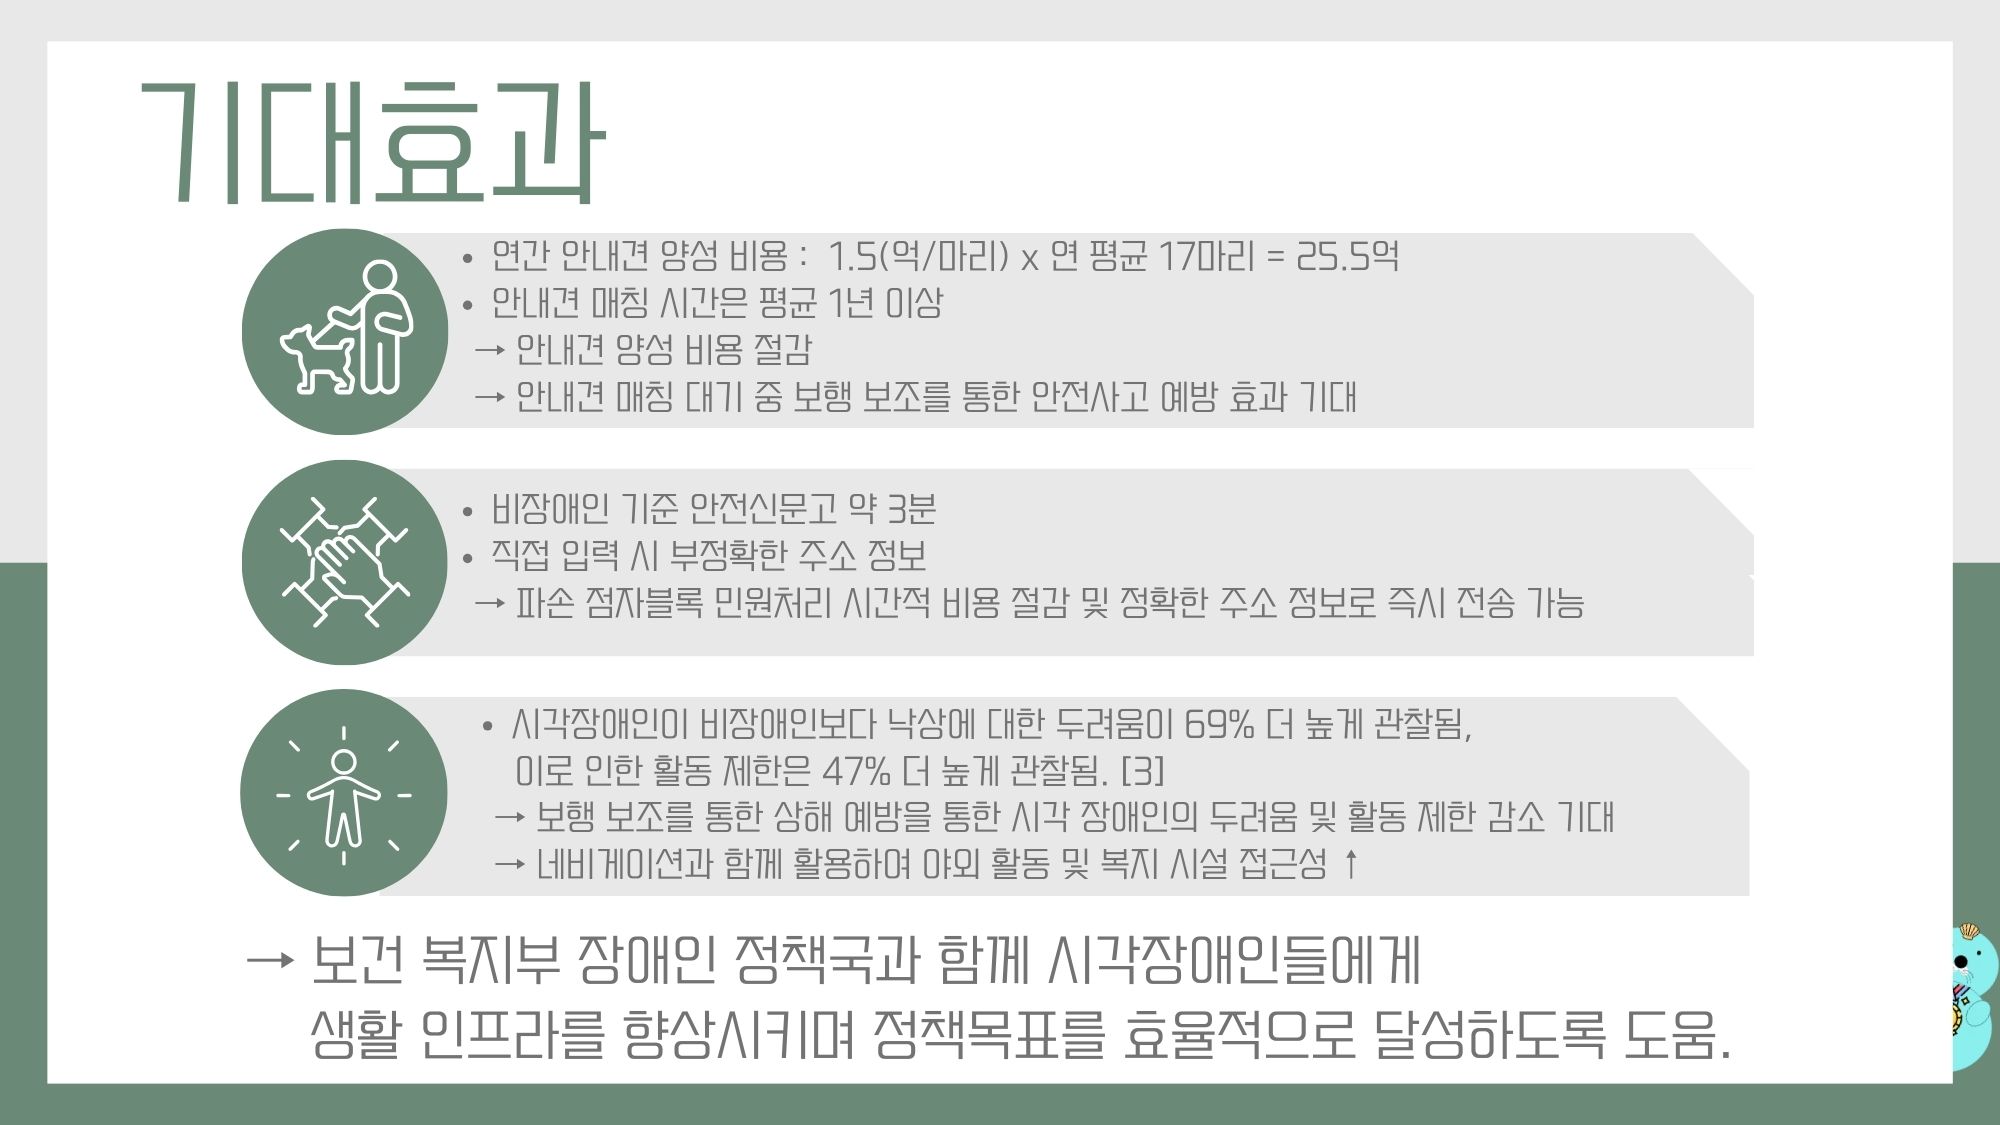 기대효과
• 연간 안내견 양성 비용 : 1.5(억/마리) x 연 평균 17마리 = 25.5억
• 안내견 매칭 시간은 평균 1년 이상
→ 안내견 양성 비용 절감
→ 안내견 매칭 대기 중 보행 보조를 통한 안전사고 예방 효과 기대
• 비장애인 기준 안전신문고 약 3분
• 직접 입력 시 부정확한 주소 정보
→ 파손 점자블록 민원처리 시간적 비용 절감 및 정확한 주소 정보로 즉시 전송 가능
• 시각장애인이 비장애인보다 낙상에 대한 두려움이 69% 더 높게 관찰됨,
이로 인한 활동 제한은 47% 더 높게 관찰됨. [3]
→ 보행 보조를 통한 상해 예방을 통한 시각 장애인의 두려움 및 활동 제한 감소 기대
→ 네비게이션과 함께 활용하여 야외 활동 및 복지 시설 접근성 ↑
→ 보건 복지부 장애인 정책국과 함께 시각장애인들에게
생활 인프라를 향상시키며 정책목표를 효율적으로 달성하도록 도움.